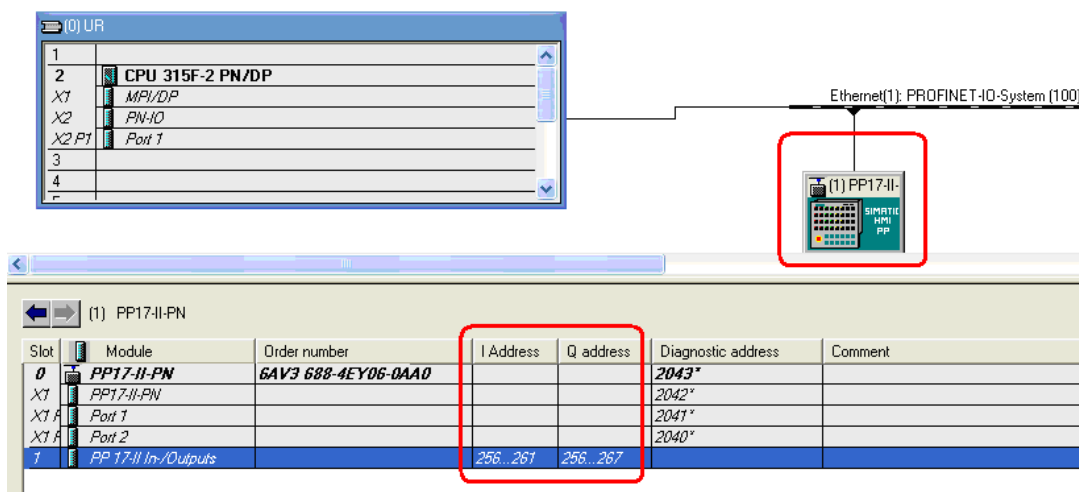 (0) UR
1
2 CPU 315F-2 PN/DP
X1 MPI/DP
X2 PN-IO
X2 P1 Port 1
3
4
Ethernet(1): PROFINET-IO-System (100)
(1) PP17-II-
SIMATIC
HMI
PP
(1) PP17-II-PN
Slot Module Order number I Address Q address Diagnostic address Comment
0 PP17-II-PN 6AV3 688-4EY06-0AA0 2043*
X1 PP17-II-PN 2042*
X1 P Port 1 2041*
X1 P Port 2 2040*
1 PP 17-II In-/Outputs 256...261 256...267